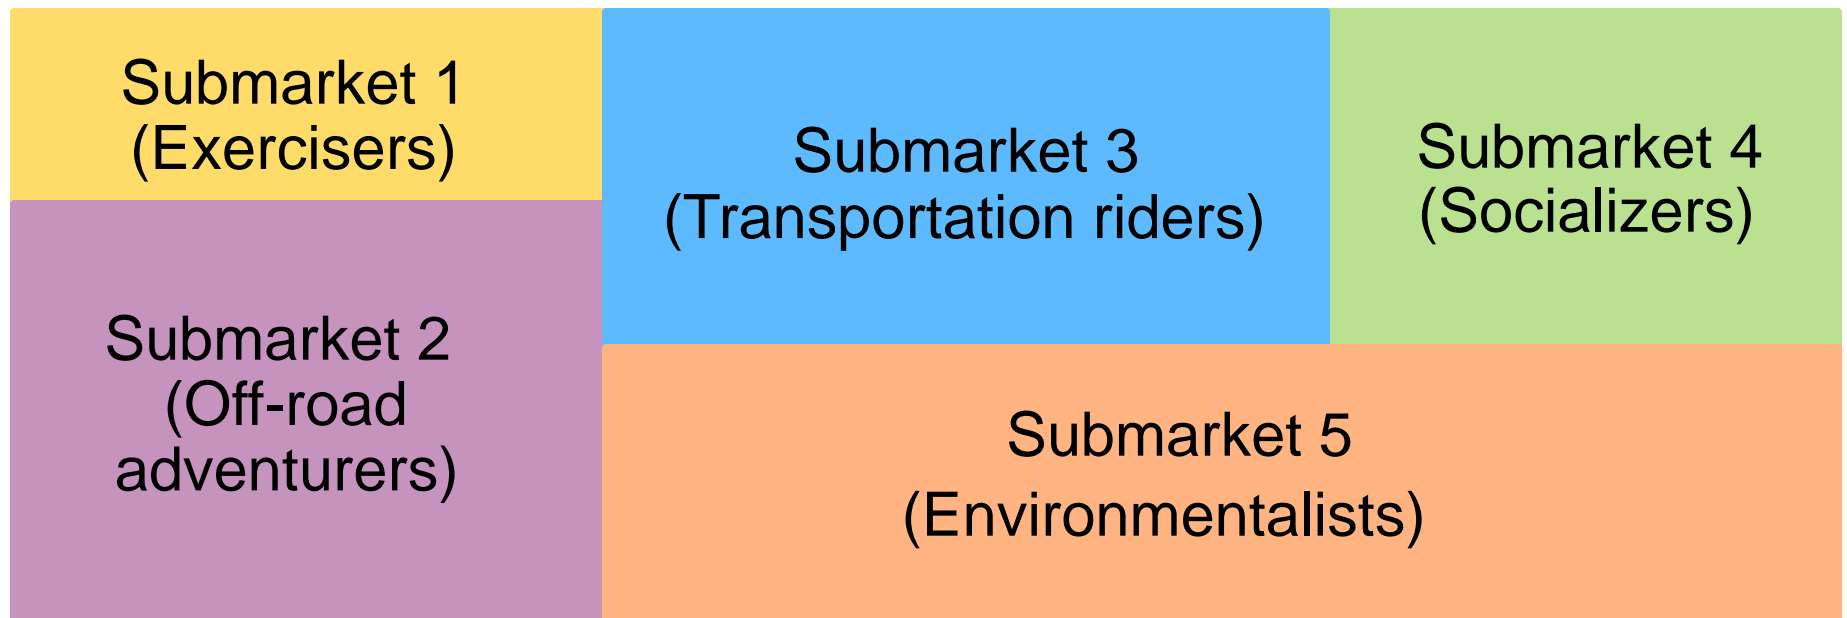 Submarket 1
(Exercisers)
Submarket 2
(Off-road
adventurers)
Submarket 3
(Transportation riders)
Submarket 4
(Socializers)
Submarket 5
(Environmentalists)